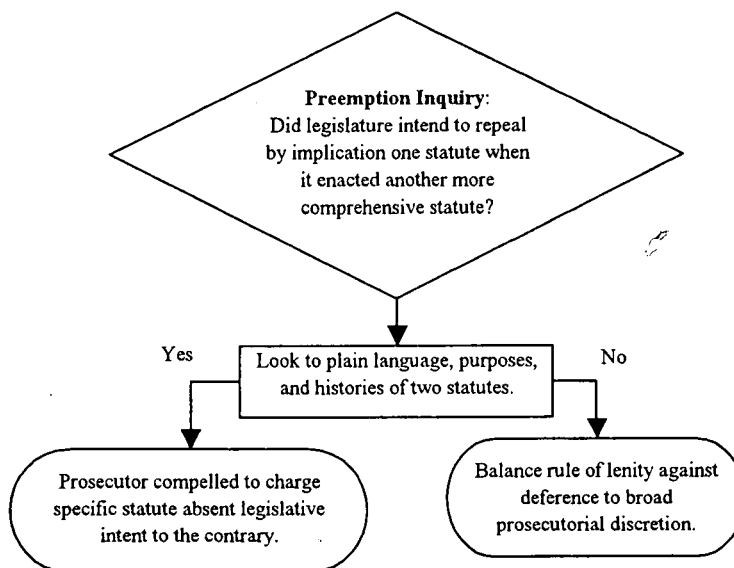 Preemption Inquiry:
Did legislature intend to repeal
by implication one statute when
it enacted another more
comprehensive statute?
Yes
Look to plain language, purposes,
and histories of two statutes.
No
Prosecutor compelled to charge
specific statute absent legislative
intent to the contrary.
Balance rule of lenity against
deference to broad
prosecutorial discretion.